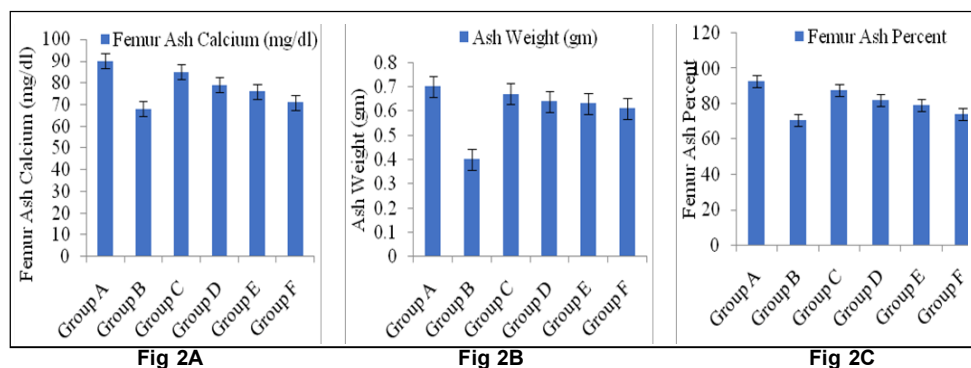 Femur Ash Calcium (mg/dl)
Femur Ash Calcium (mg/dl)
100
90
80
70
60
50
40
30
20
10
0
Group A
Group B
Group C
Group D
Group E
Group F
Fig 2A
Ash Weight (gm)
Ash Weight (gm)
0.8
0.7
0.6
0.5
0.4
0.3
0.2
0.1
0
Group A
Group B
Group C
Group D
Group E
Group F
Fig 2B
Femur Ash Percent
Femur Ash Percent
120
100
80
60
40
20
0
Group A
Group B
Group C
Group D
Group E
Group F
Fig 2C